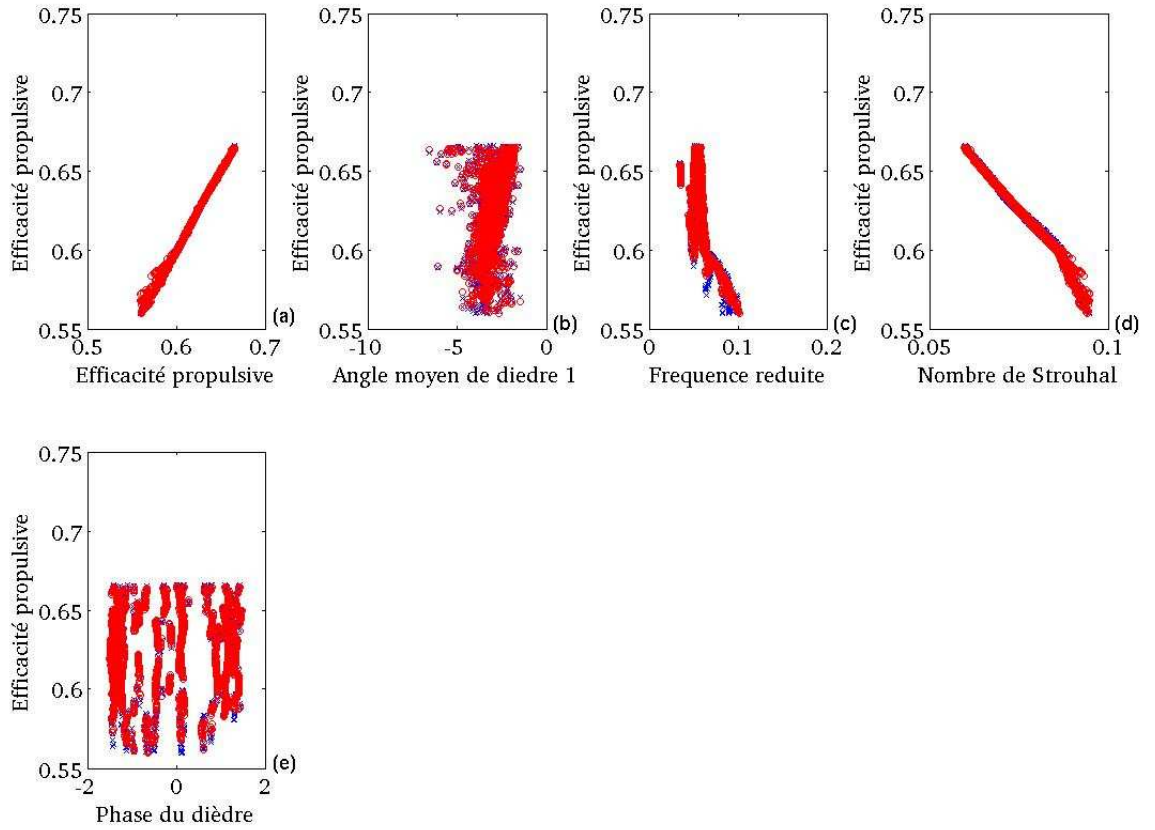 0.75
0.7
0.65
0.6
0.55
0.5 0.6 0.7
Efficacité propulsive
Efficacité propulsive
(a)
0.75
0.7
0.65
0.6
0.55
-10 -5 0
Efficacité propulsive
Angle moyen de diedre 1
(b)
0.75
0.7
0.65
0.6
0.55
0 0.1 0.2
Efficacité propulsive
Frequence reduite
(c)
0.75
0.7
0.65
0.6
0.55
0.05 0.1
Efficacité propulsive
Nombre de Strouhal
(d)
0.75
0.7
0.65
0.6
0.55
-2 0 2
Efficacité propulsive
Phase du dièdre
(e)